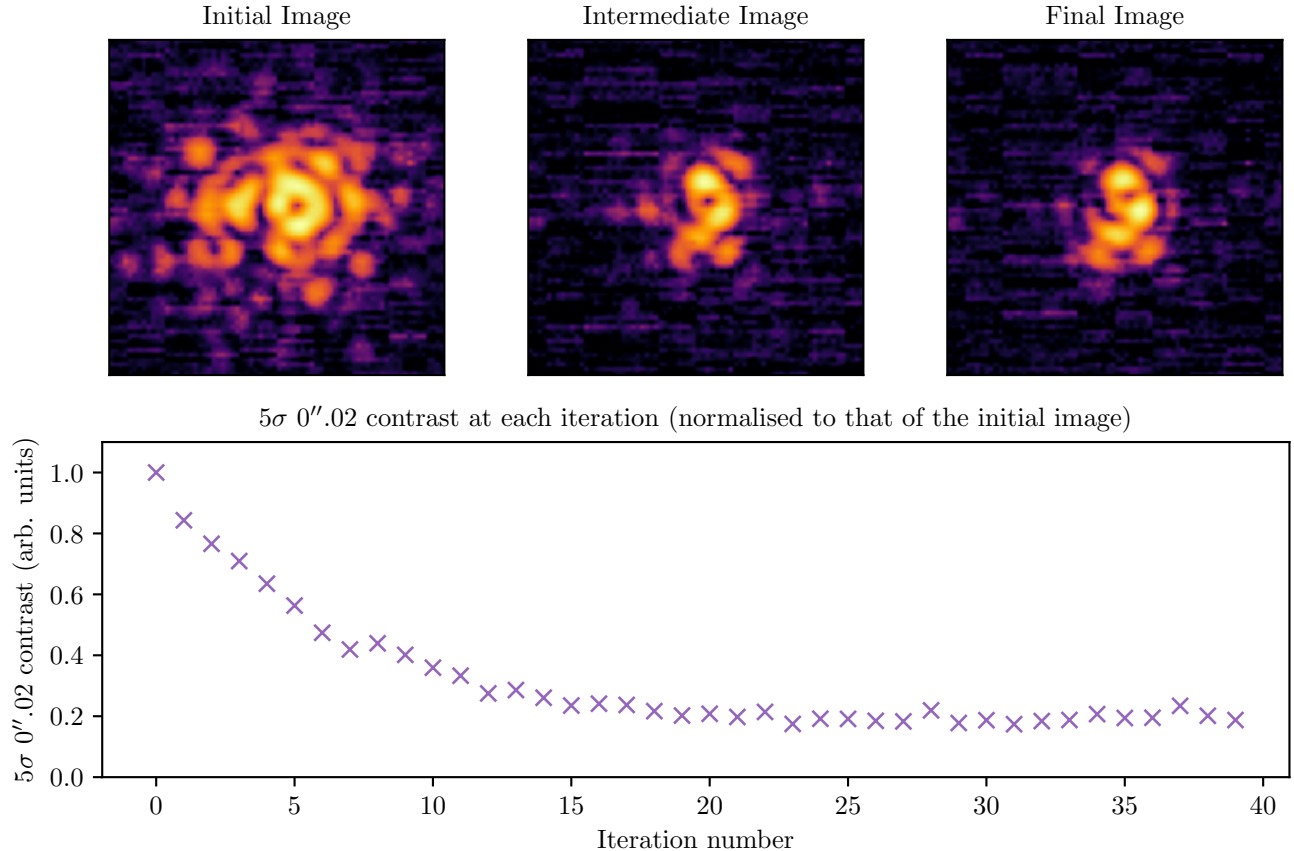 Initial Image
Intermediate Image
Final Image
5σ 0″.02 contrast at each iteration (normalised to that of the initial image)
5σ 0″.02 contrast (arb. units)
1.0
0.8
0.6
0.4
0.2
0.0
0 5 10 15 20 25 30 35 40
Iteration number